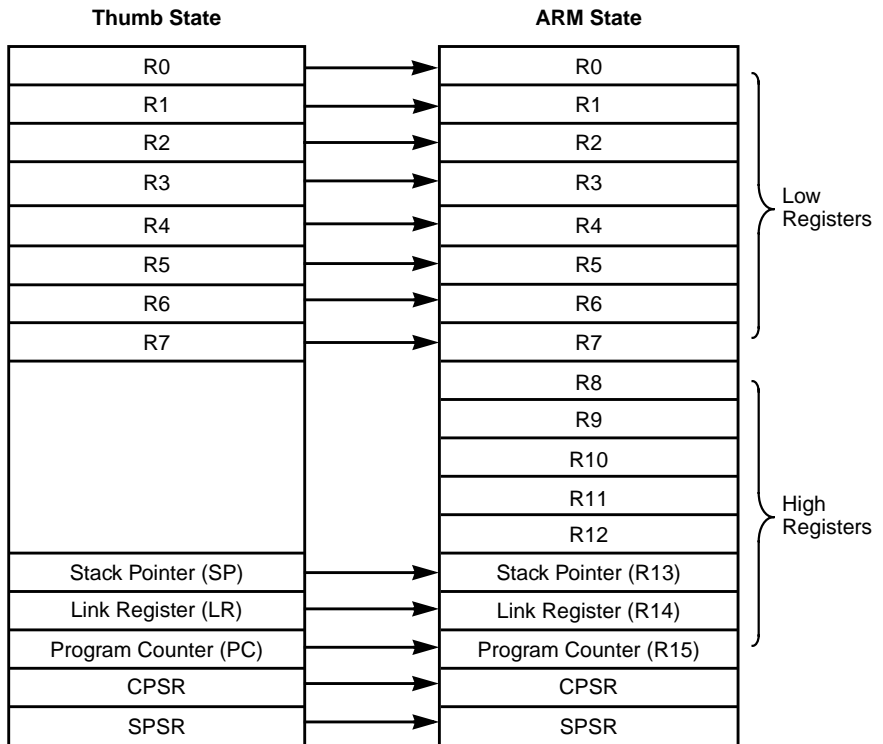 Thumb State ARM State
R0 R0
R1 R1
R2 R2
R3 R3
R4 R4
R5 R5
R6 R6
R7 R7
Low
Registers
R8
R9
R10
R11
R12
High
Registers
Stack Pointer (SP) Stack Pointer (R13)
Link Register (LR) Link Register (R14)
Program Counter (PC) Program Counter (R15)
CPSR CPSR
SPSR SPSR